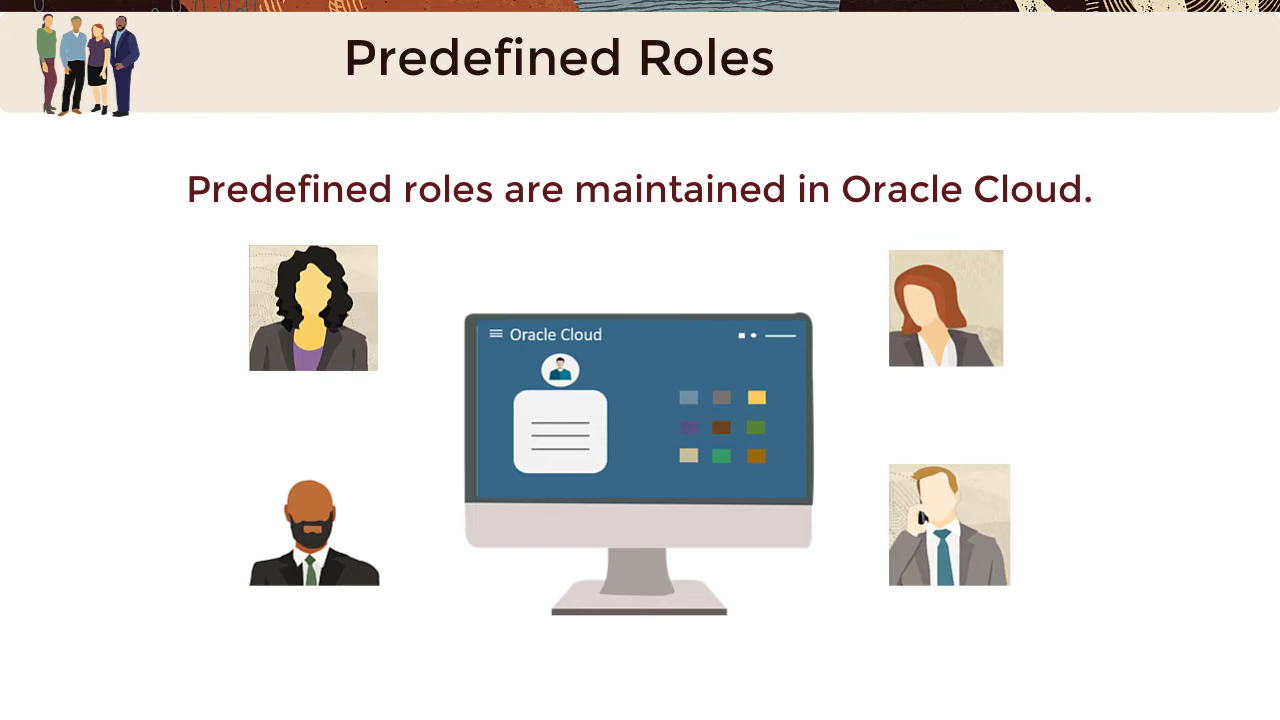 Predefined Roles
Predefined roles are maintained in Oracle Cloud.
Oracle Cloud